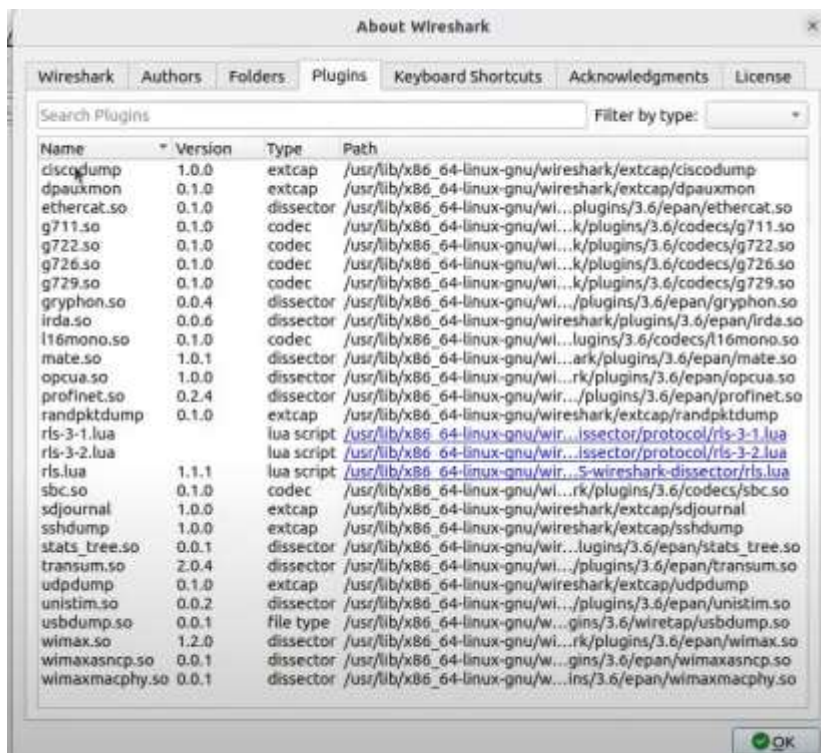 About Wireshark
Wireshark Authors Folders Plugins Keyboard Shortcuts Acknowledgments License
Search Plugins Filter by type:
Name Version Type Path
ciscodump 1.0.0 extcap /usr/lib/x86_64-linux-gnu/wireshark/extcap/ciscodump
dpauxmon 0.1.0 extcap /usr/lib/x86_64-linux-gnu/wireshark/extcap/dpauxmon
ethercat.so 0.1.0 dissector /usr/lib/x86_64-linux-gnu/wi...plugins/3.6/epan/ethercat.so
g711.so 0.1.0 codec /usr/lib/x86_64-linux-gnu/wi...k/plugins/3.6/codecs/g711.so
g722.so 0.1.0 codec /usr/lib/x86_64-linux-gnu/wi...k/plugins/3.6/codecs/g722.so
g726.so 0.1.0 codec /usr/lib/x86_64-linux-gnu/wi...k/plugins/3.6/codecs/g726.so
g729.so 0.1.0 codec /usr/lib/x86_64-linux-gnu/wi...k/plugins/3.6/codecs/g729.so
gryphon.so 0.0.4 dissector /usr/lib/x86_64-linux-gnu/wi.../plugins/3.6/epan/gryphon.so
irda.so 0.0.6 dissector /usr/lib/x86_64-linux-gnu/wireshark/plugins/3.6/epan/irda.so
l16mono.so 0.1.0 codec /usr/lib/x86_64-linux-gnu/wi...lugins/3.6/codecs/l16mono.so
mate.so 1.0.1 dissector /usr/lib/x86_64-linux-gnu/wi...ark/plugins/3.6/epan/mate.so
opcua.so 1.0.0 dissector /usr/lib/x86_64-linux-gnu/wi...rk/plugins/3.6/epan/opcua.so
profinet.so 0.2.4 dissector /usr/lib/x86_64-linux-gnu/wi.../plugins/3.6/epan/profinet.so
randpktdump 0.1.0 extcap /usr/lib/x86_64-linux-gnu/wireshark/extcap/randpktdump
rls-3-1.lua lua script /usr/lib/x86_64-linux-gnu/wir...issector/protocol/rls-3-1.lua
rls-3-2.lua lua script /usr/lib/x86_64-linux-gnu/wir...issector/protocol/rls-3-2.lua
rls.lua 1.1.1 lua script /usr/lib/x86_64-linux-gnu/wir...S-wireshark-dissector/rls.lua
sbc.so 0.1.0 codec /usr/lib/x86_64-linux-gnu/wi...rk/plugins/3.6/codecs/sbc.so
sdjournal 1.0.0 extcap /usr/lib/x86_64-linux-gnu/wireshark/extcap/sdjournal
sshdump 1.0.0 extcap /usr/lib/x86_64-linux-gnu/wireshark/extcap/sshdump
stats_tree.so 0.0.1 dissector /usr/lib/x86_64-linux-gnu/wir...lugins/3.6/epan/stats_tree.so
transum.so 2.0.4 dissector /usr/lib/x86_64-linux-gnu/wi.../plugins/3.6/epan/transum.so
udpdump 0.1.0 extcap /usr/lib/x86_64-linux-gnu/wireshark/extcap/udpdump
unistim.so 0.0.2 dissector /usr/lib/x86_64-linux-gnu/wi.../plugins/3.6/epan/unistim.so
usbdump.so 0.0.1 file type /usr/lib/x86_64-linux-gnu/w...gins/3.6/wiretap/usbdump.so
wimax.so 1.2.0 dissector /usr/lib/x86_64-linux-gnu/wi...rk/plugins/3.6/epan/wimax.so
wimaxasncp.so 0.0.1 dissector /usr/lib/x86_64-linux-gnu/w...gins/3.6/epan/wimaxasncp.so
wimaxmacphy.so 0.0.1 dissector /usr/lib/x86_64-linux-gnu/w...ins/3.6/epan/wimaxmacphy.so
OK